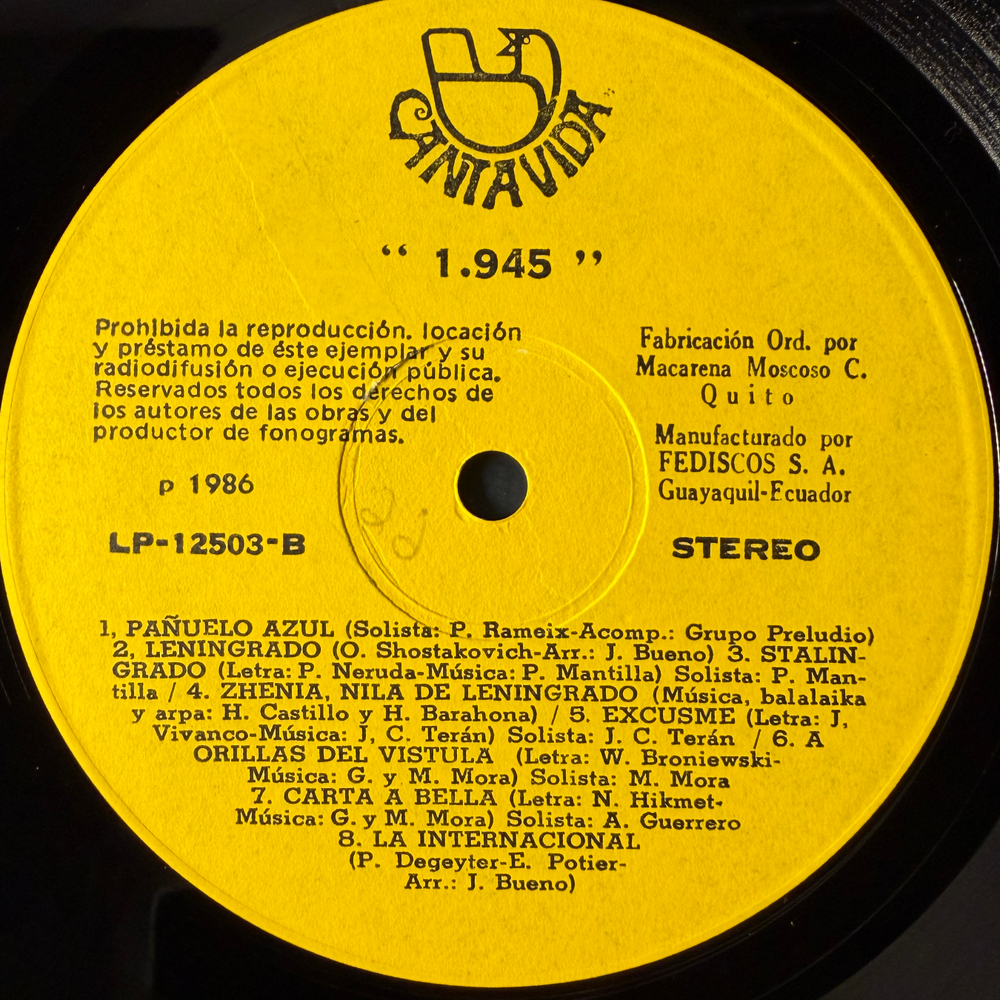 CANTAVIDA
“ 1.945 ”
Prohibida la reproducción, locación
y préstamo de éste ejemplar y su
radiodifusión o ejecución pública.
Reservados todos los derechos de
los autores de las obras y del
productor de fonogramas.
p 1986
LP-12503-B
Fabricación Ord. por
Macarena Moscoso C.
Quito
Manufacturado por
FEDISCOS S. A.
Guayaquil-Ecuador
STEREO
1, PAÑUELO AZUL (Solista: P. Rameix-Acomp.: Grupo Preludio)
2, LENINGRADO (O. Shostakovich-Arr.: J. Bueno) 3. STALIN-
GRADO (Letra: P. Neruda-Música: P. Mantilla) Solista: P. Man-
tilla / 4. ZHENIA, NILA DE LENINGRADO (Música, balalaika
y arpa: H. Castillo y H. Barahona) / 5. EXCUSME (Letra: J,
Vivanco-Música: J, C. Terán) Solista: J. C. Terán / 6. A
ORILLAS DEL VISTULA (Letra: W. Broniewski-
Música: G. y M. Mora) Solista: M. Mora
7. CARTA A BELLA (Letra: N. Hikmet-
Música: G. y M. Mora) Solista: A. Guerrero
8. LA INTERNACIONAL
(P. Degeyter-E. Potier-
Arr.: J. Bueno)